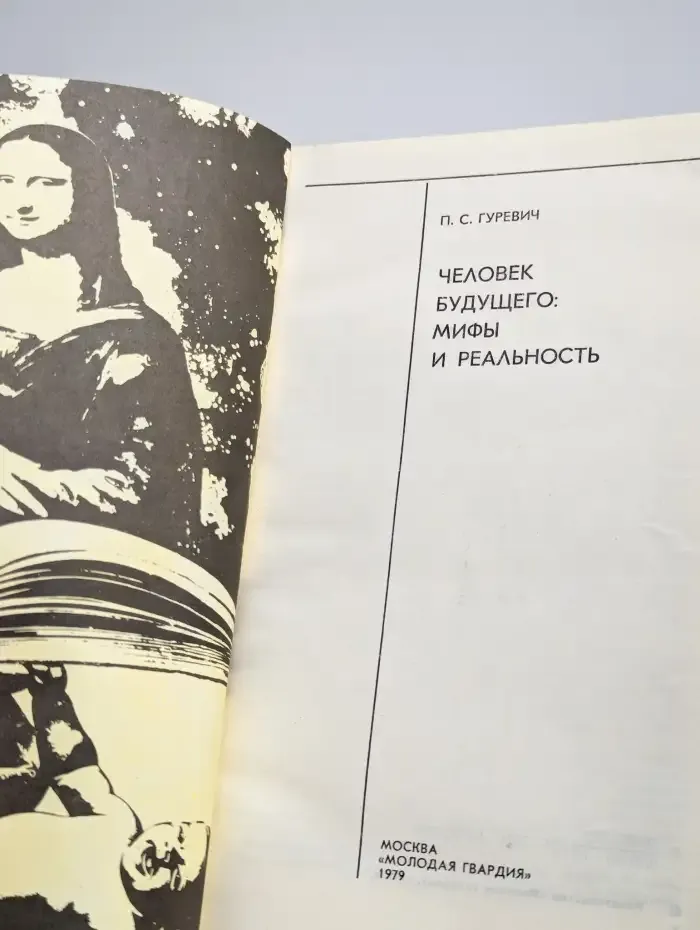 П. С. ГУРЕВИЧ
ЧЕЛОВЕК
БУДУЩЕГО:
МИФЫ
И РЕАЛЬНОСТЬ
МОСКВА
«МОЛОДАЯ ГВАРДИЯ»
1979